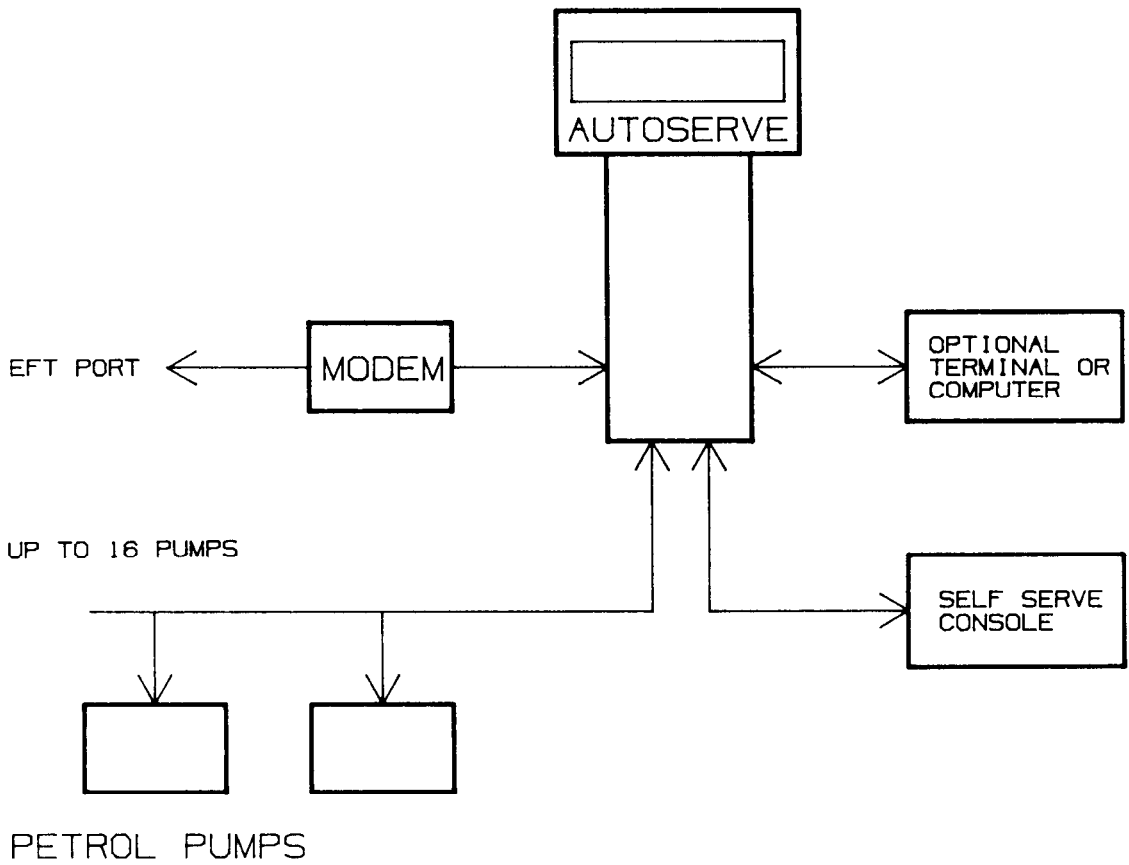 AUTOSERVE
EFT PORT
MODEM
OPTIONAL
TERMINAL OR
COMPUTER
UP TO 16 PUMPS
SELF SERVE
CONSOLE
PETROL PUMPS